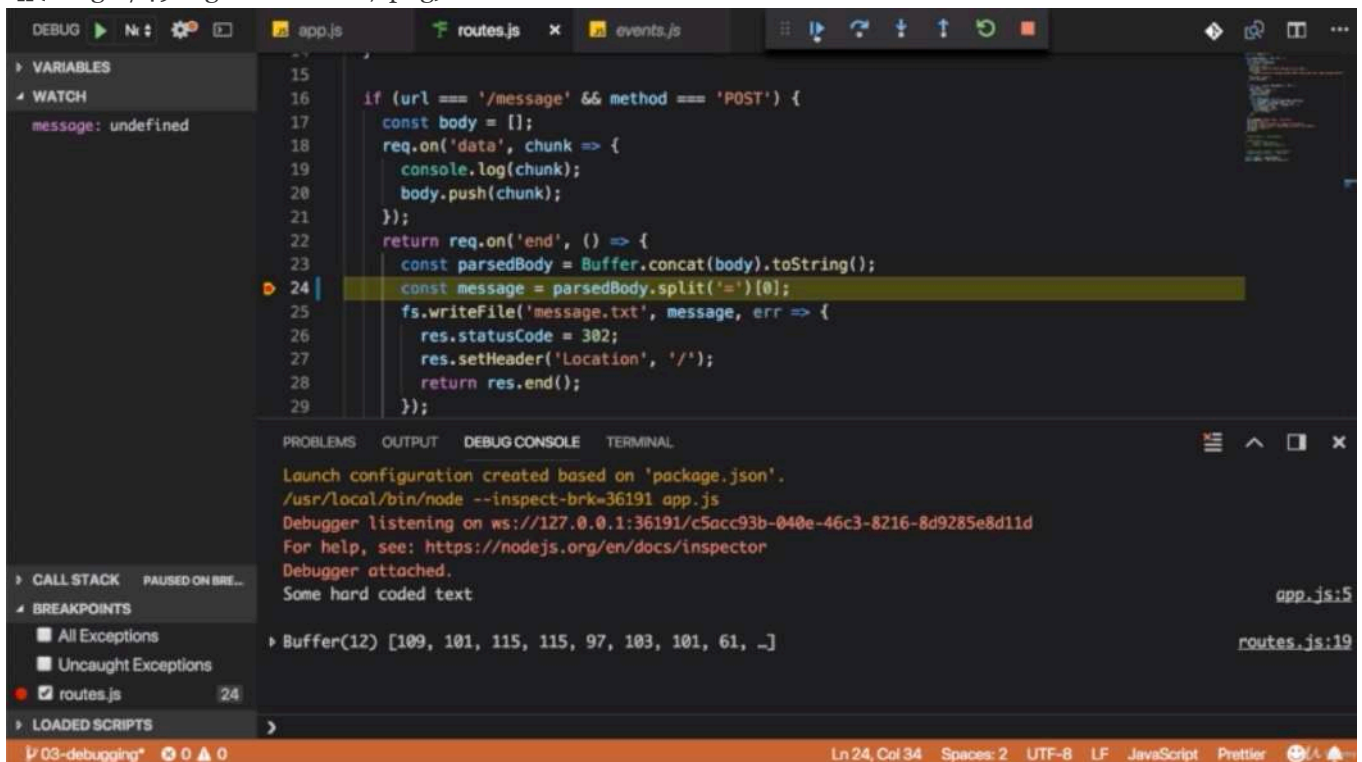 DEBUG
app.js
routes.js
events.js
VARIABLES
WATCH
message: undefined
15
16 if (url === '/message' && method === 'POST') {
17 const body = [];
18 req.on('data', chunk => {
19 console.log(chunk);
20 body.push(chunk);
21 });
22 return req.on('end', () => {
23 const parsedBody = Buffer.concat(body).toString();
24 const message = parsedBody.split('=')[0];
25 fs.writeFile('message.txt', message, err => {
26 res.statusCode = 302;
27 res.setHeader('Location', '/');
28 return res.end();
29 });
PROBLEMS OUTPUT DEBUG CONSOLE TERMINAL
Launch configuration created based on 'package.json'.
/usr/local/bin/node --inspect-brk=36191 app.js
Debugger listening on ws://127.0.0.1:36191/c5acc93b-040e-46c3-8216-8d9285e8d11d
For help, see: https://nodejs.org/en/docs/inspector
Debugger attached.
Some hard coded text app.js:5
Buffer(12) [109, 101, 115, 115, 97, 103, 101, 61, …] routes.js:19
CALL STACK PAUSED ON BRE...
BREAKPOINTS
All Exceptions
Uncaught Exceptions
routes.js 24
LOADED SCRIPTS
03-debugging* 0 0 Ln 24, Col 34 Spaces: 2 UTF-8 LF JavaScript Prettier